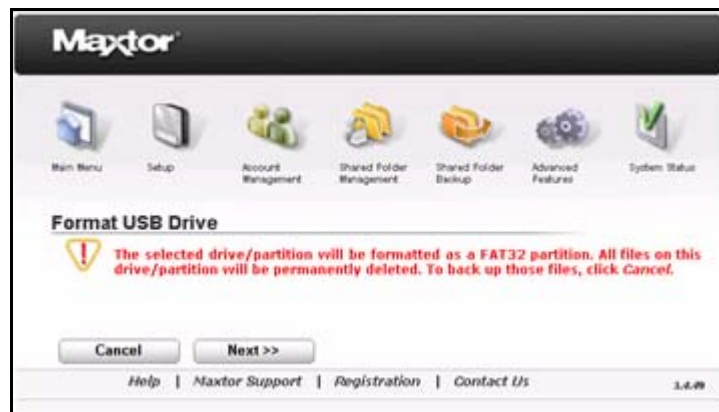 Maxtor
Main Menu
Setup
Account Management
Shared Folder Management
Shared Folder Backup
Advanced Features
System Status
Format USB Drive
The selected drive/partition will be formatted as a FAT32 partition. All files on this
drive/partition will be permanently deleted. To back up those files, click Cancel.
Cancel
Next >>
Help | Maxtor Support | Registration | Contact Us